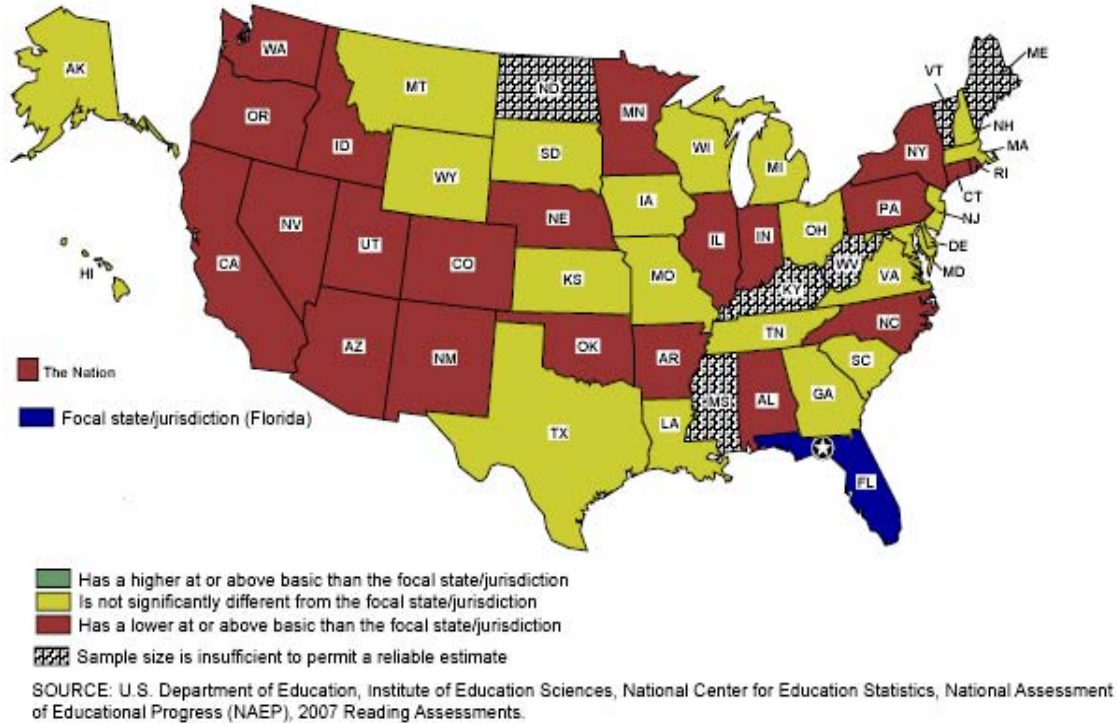 AK
WA
MT
ND
MN
VT
ME
OR
ID
WY
SD
WI
MI
NY
NH
MA
RI
CT
NV
UT
CO
NE
IA
IL
IN
OH
PA
NJ
DE
MD
HI
CA
KS
MO
KY
WV
VA
AZ
NM
OK
AR
TN
NC
SC
TX
LA
MS
AL
GA
FL
The Nation
Focal state/jurisdiction (Florida)
Has a higher at or above basic than the focal state/jurisdiction
Is not significantly different from the focal state/jurisdiction
Has a lower at or above basic than the focal state/jurisdiction
Sample size is insufficient to permit a reliable estimate
SOURCE: U.S. Department of Education, Institute of Education Sciences, National Center for Education Statistics, National Assessment
of Educational Progress (NAEP), 2007 Reading Assessments.